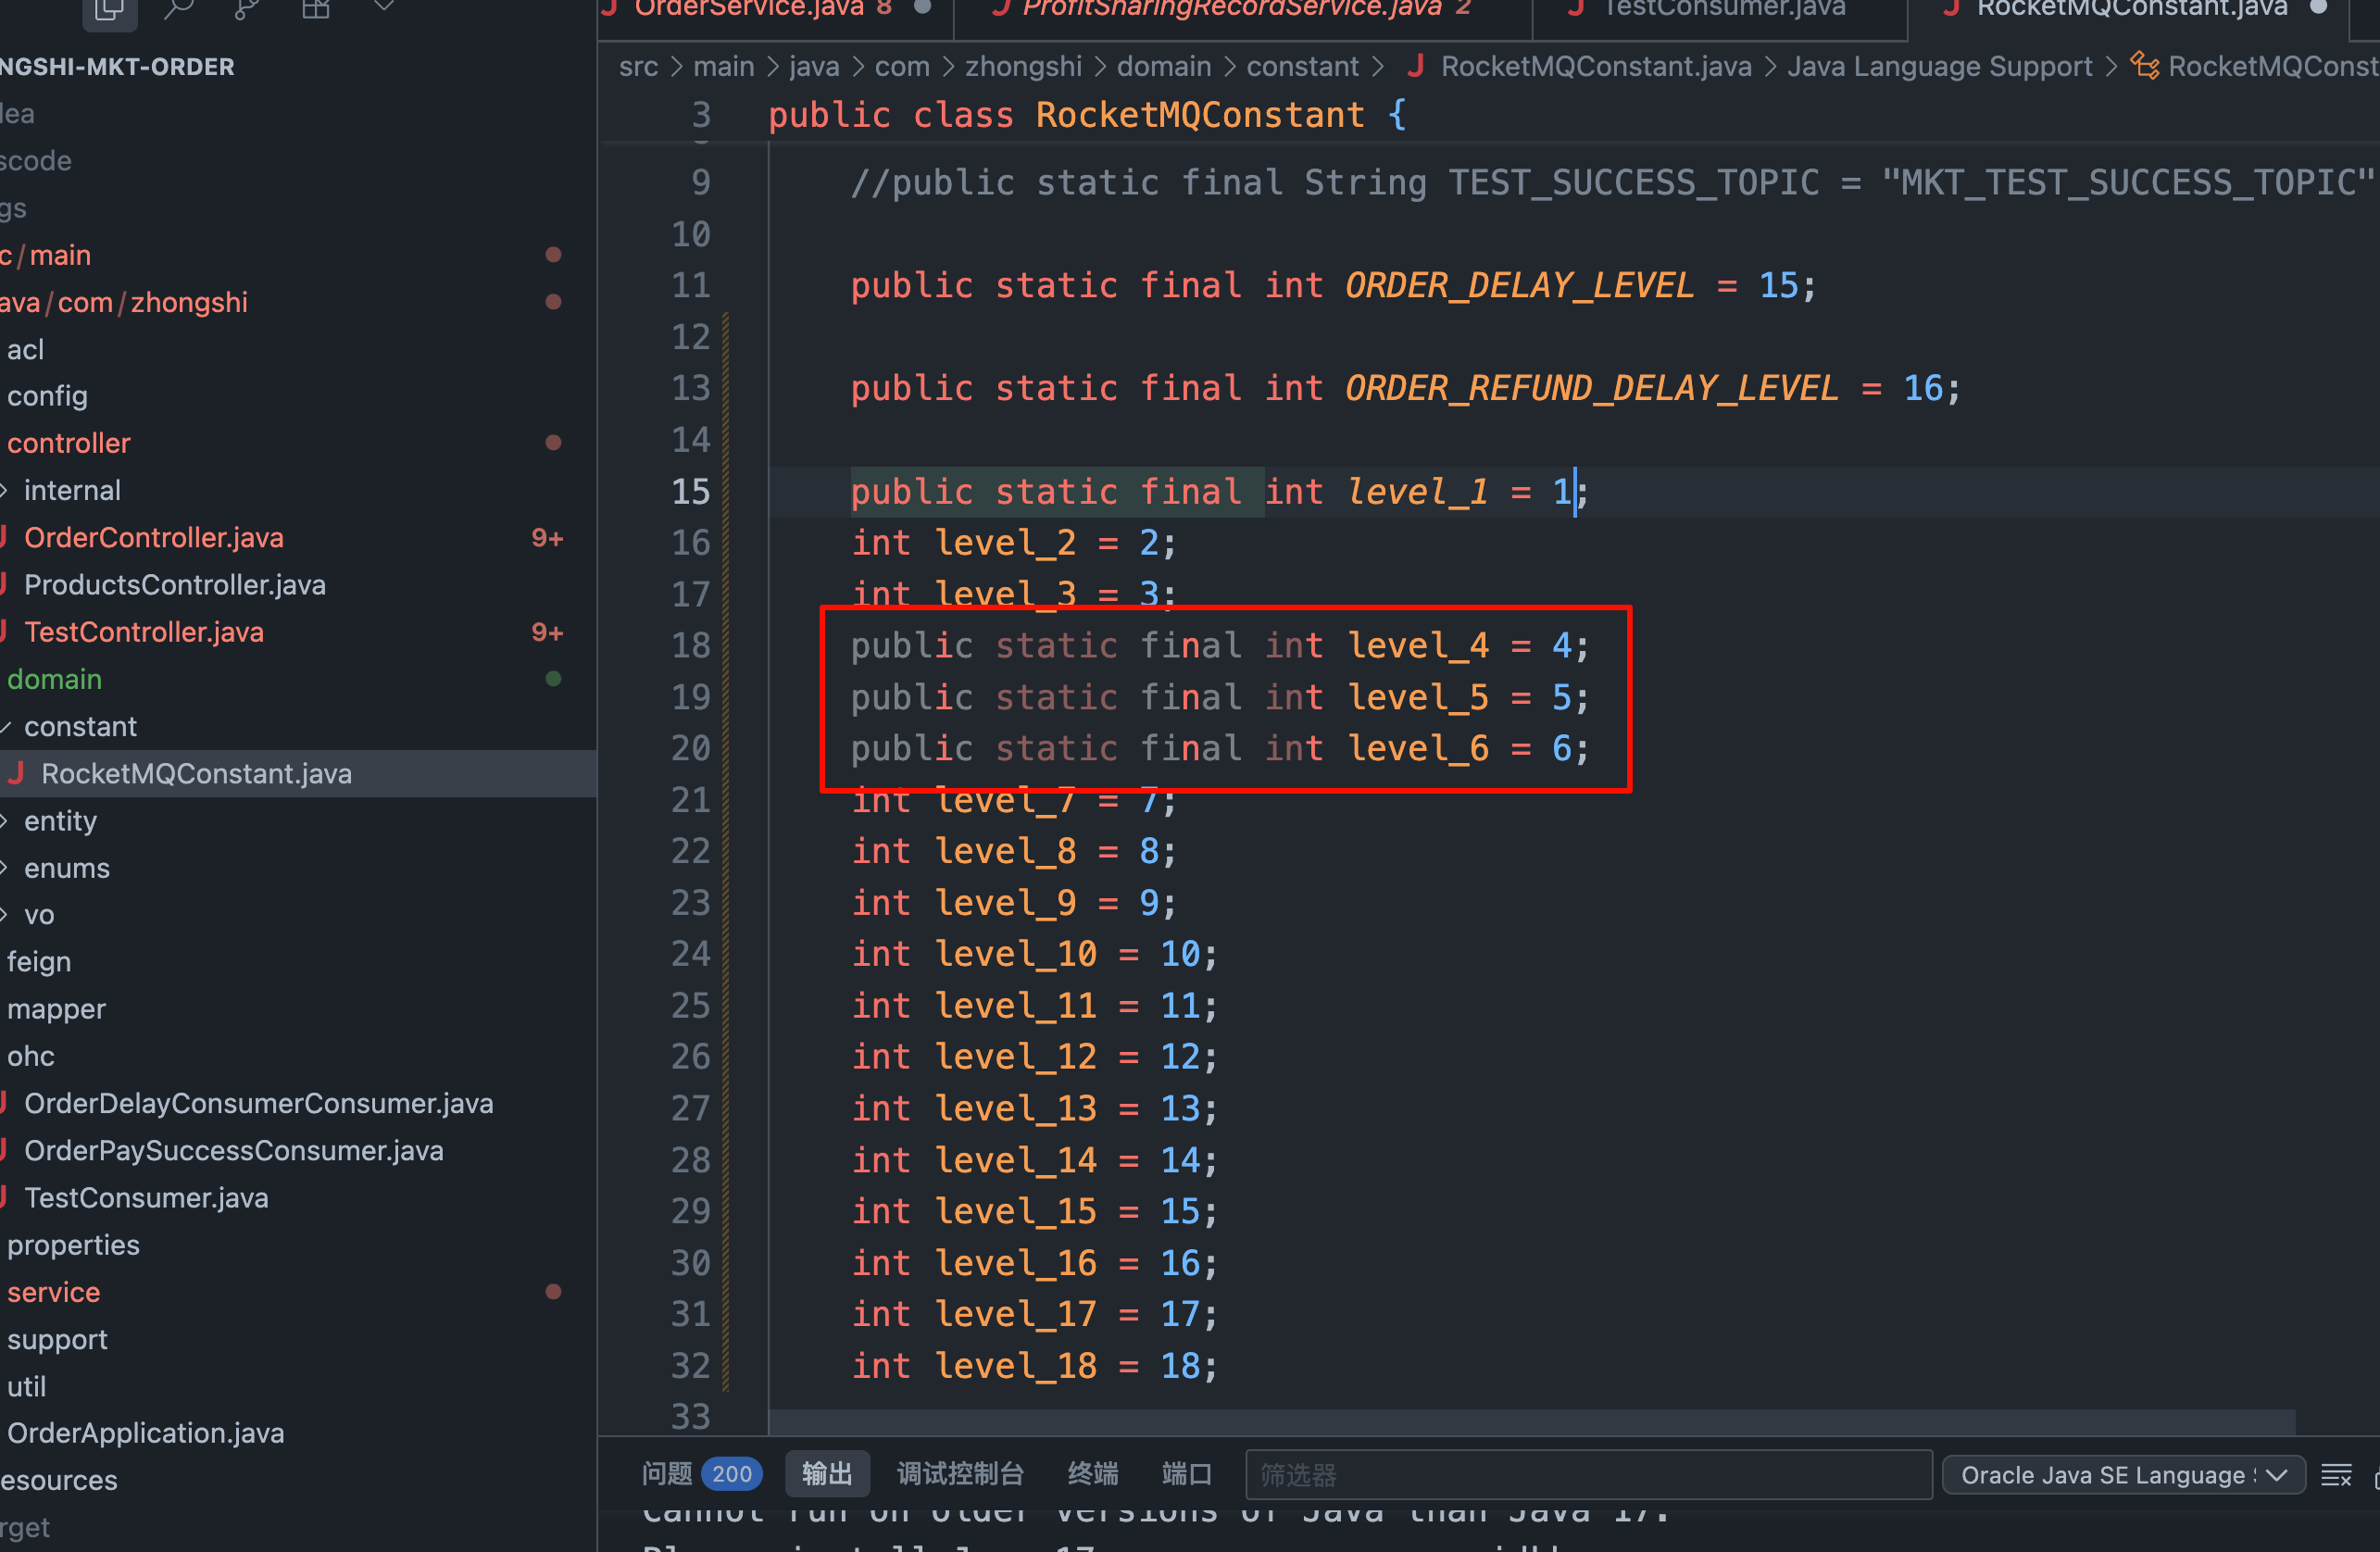 OrderService.java 8
ProfitSharingRecordService.java 2
TestConsumer.java
RocketMQConstant.java
NGSHI-MKT-ORDER
src > main > java > com > zhongshi > domain > constant > RocketMQConstant.java > Java Language Support > RocketMQConst
dea
scode
gs
c/main
ava/com/zhongshi
acl
config
controller
internal
OrderController.java 9+
ProductsController.java
TestController.java 9+
domain
constant
RocketMQConstant.java
entity
enums
vo
feign
mapper
ohc
OrderDelayConsumerConsumer.java
OrderPaySuccessConsumer.java
TestConsumer.java
properties
service
support
util
OrderApplication.java
esources
rget
3 public class RocketMQConstant {
9 //public static final String TEST_SUCCESS_TOPIC = "MKT_TEST_SUCCESS_TOPIC"
10
11 public static final int ORDER_DELAY_LEVEL = 15;
12
13 public static final int ORDER_REFUND_DELAY_LEVEL = 16;
14
15 public static final int level_1 = 1;
16 int level_2 = 2;
17 int level_3 = 3;
18 public static final int level_4 = 4;
19 public static final int level_5 = 5;
20 public static final int level_6 = 6;
21 int level_7 = 7;
22 int level_8 = 8;
23 int level_9 = 9;
24 int level_10 = 10;
25 int level_11 = 11;
26 int level_12 = 12;
27 int level_13 = 13;
28 int level_14 = 14;
29 int level_15 = 15;
30 int level_16 = 16;
31 int level_17 = 17;
32 int level_18 = 18;
33
问题 200 输出 调试控制台 终端 端口 筛选器 Oracle Java SE Language
Cannot run on older versions of Java than Java 17.